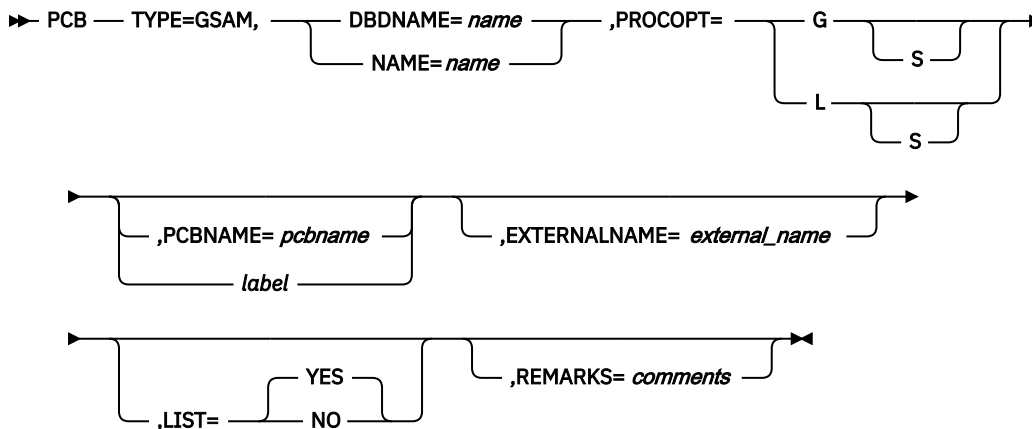 PCB TYPE=GSAM, DBDNAME= name ,PROCOPT= G
NAME= name S
L
S
,PCBNAME= pcbname ,EXTERNALNAME= external_name
label
YES ,REMARKS= comments
,LIST= NO